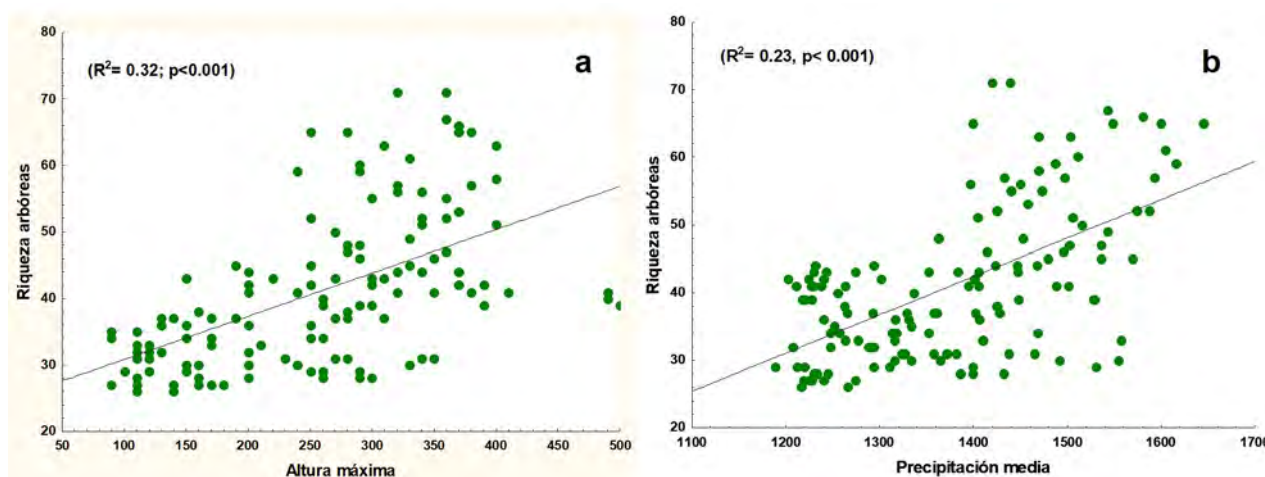 (R²= 0.32; p<0.001)
a
80
70
60
50
40
30
20
Riqueza arbóreas
50 100 150 200 250 300 350 400 450 500
Altura máxima
(R²= 0.23, p< 0.001)
b
80
70
60
50
40
30
20
Riqueza arbóreas
1100 1200 1300 1400 1500 1600 1700
Precipitación media